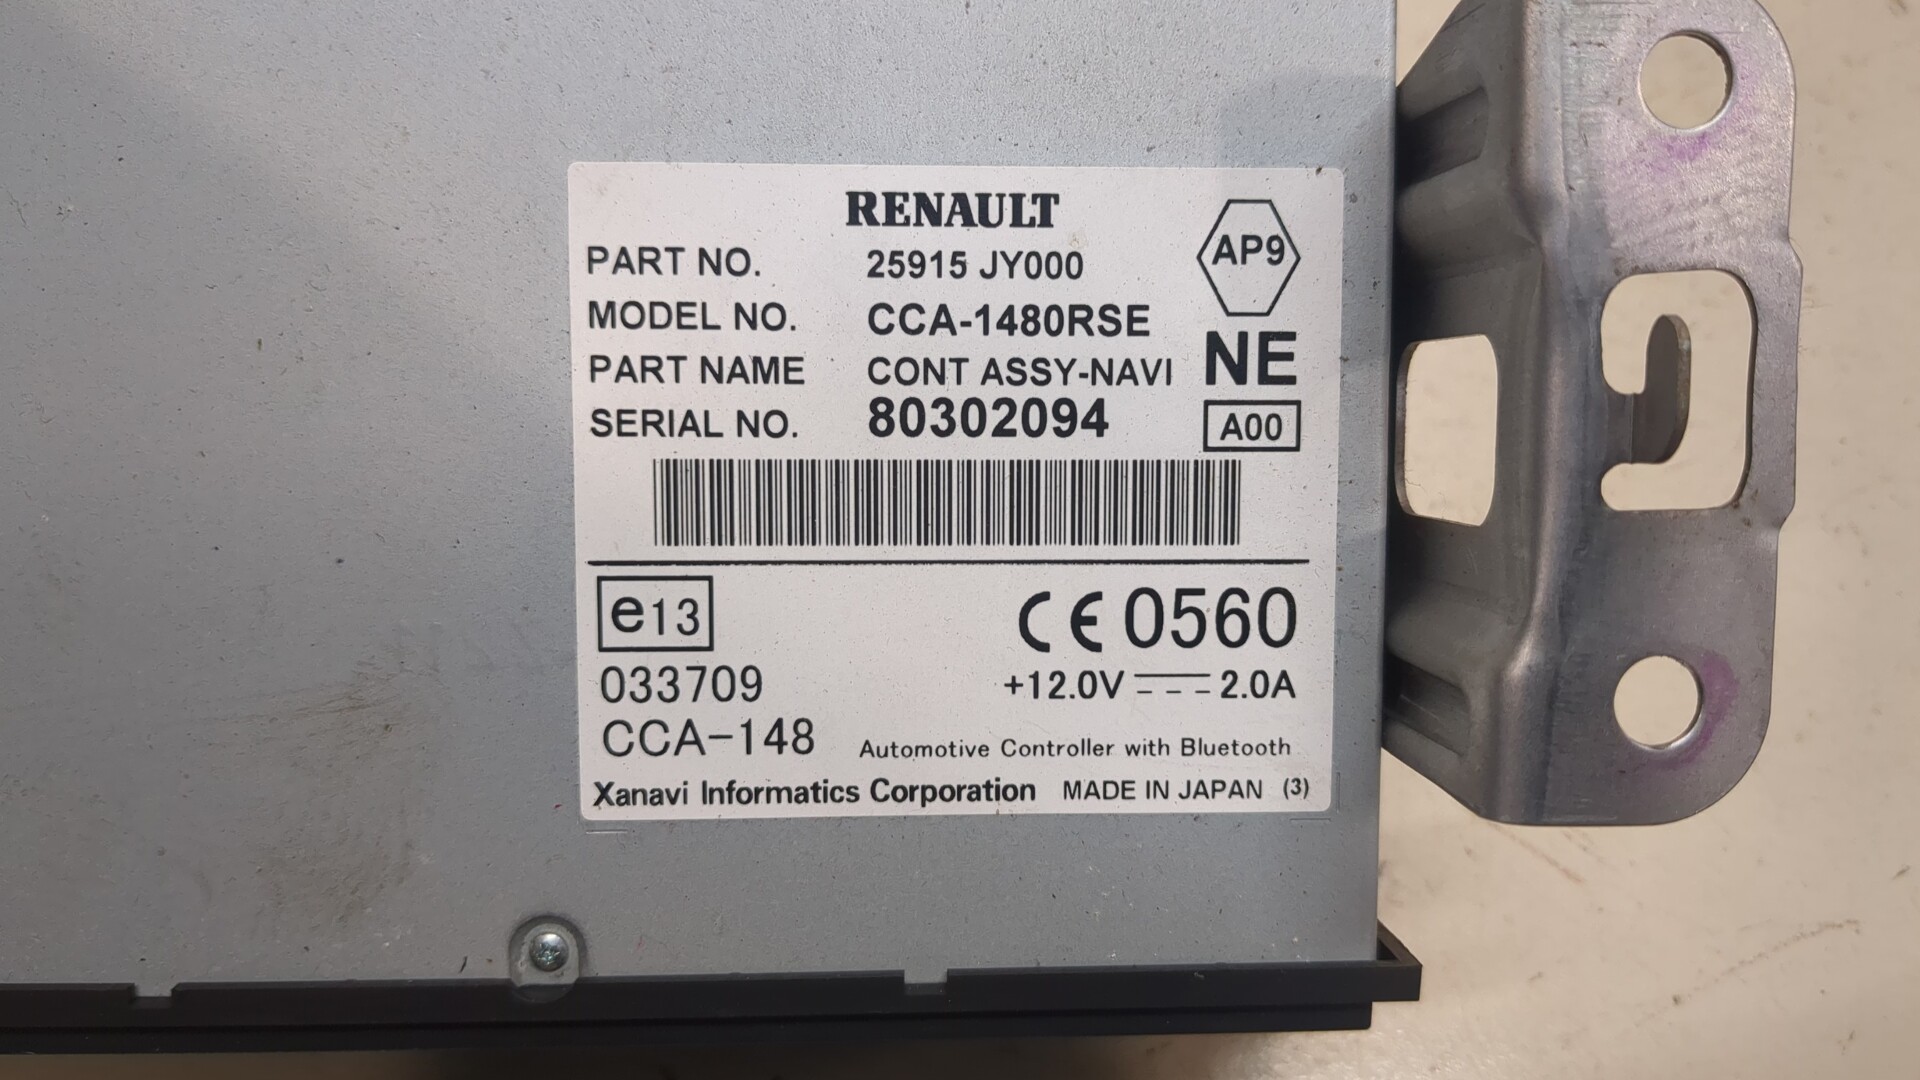 RENAULT
PART NO. 25915 JY000 AP9
MODEL NO. CCA-1480RSE
PART NAME CONT ASSY-NAVI NE
SERIAL NO. 80302094 A00
e13 CE 0560
033709 +12.0V 2.0A
CCA-148 Automotive Controller with Bluetooth
Xanavi Informatics Corporation MADE IN JAPAN (3)